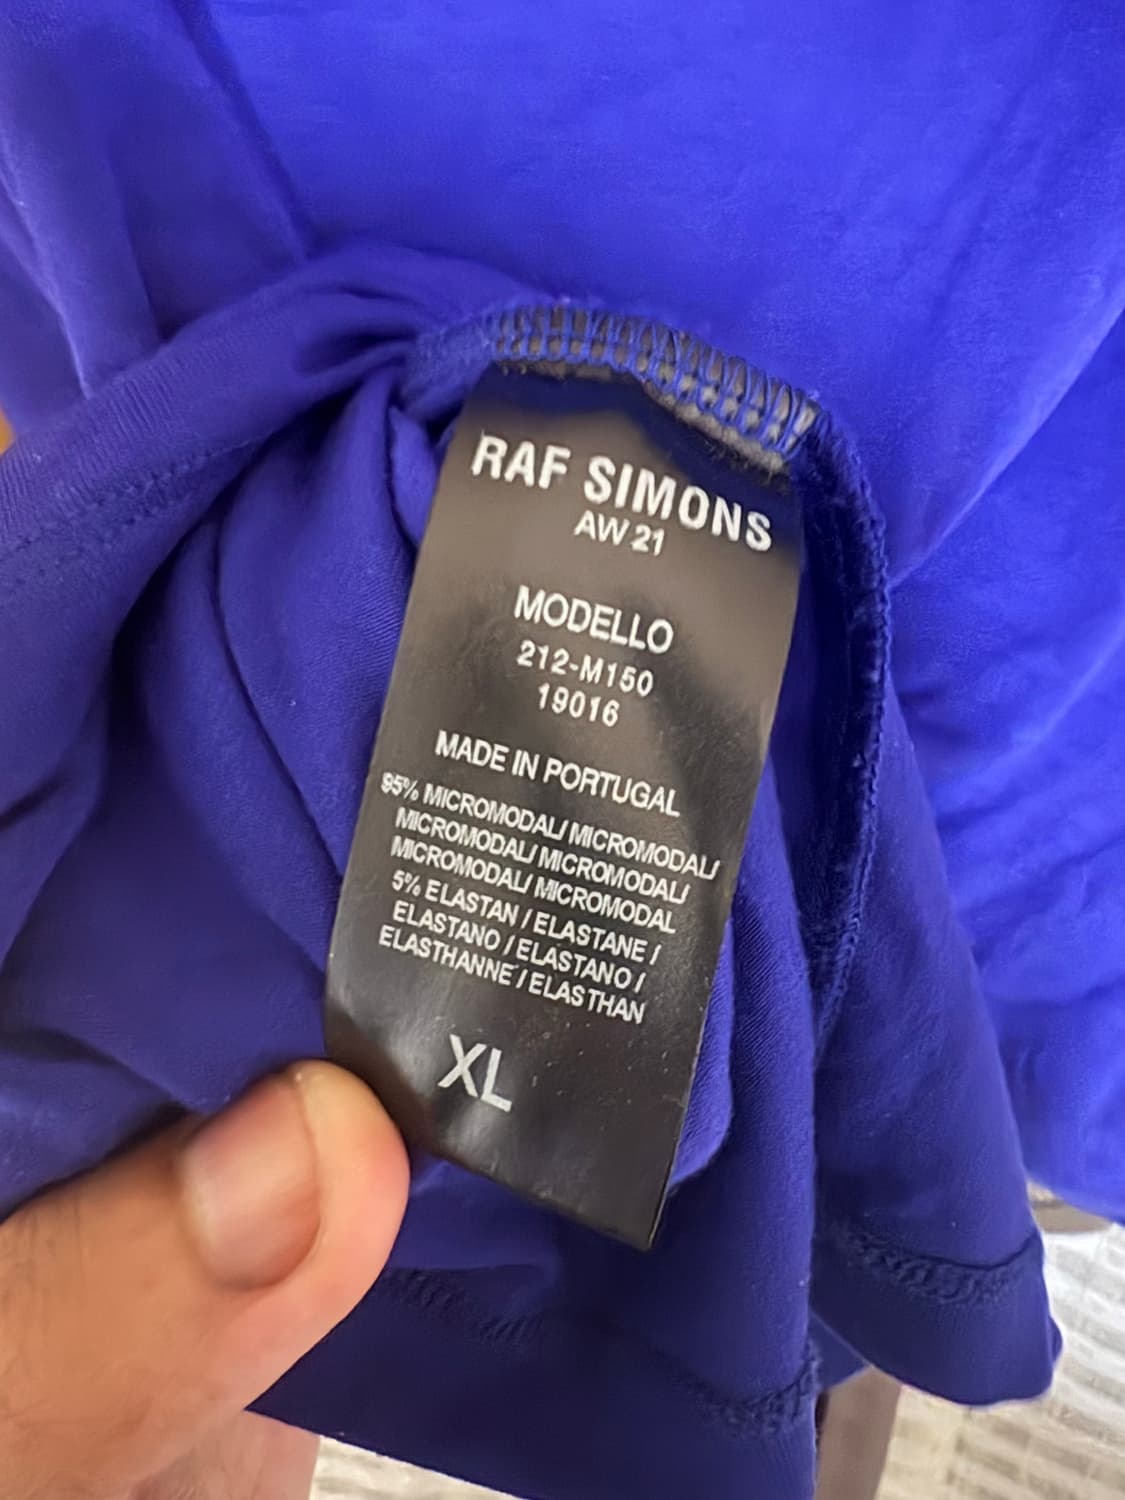 RAF SIMONS
AW 21
MODELLO
212-M150
19016
MADE IN PORTUGAL
95% MICROMODAL/ MICROMODAL/
MICROMODAL/ MICROMODAL/
MICROMODAL/ MICROMODAL
5% ELASTAN / ELASTANE /
ELASTANO / ELASTANO /
ELASTHANNE / ELASTHAN
XL